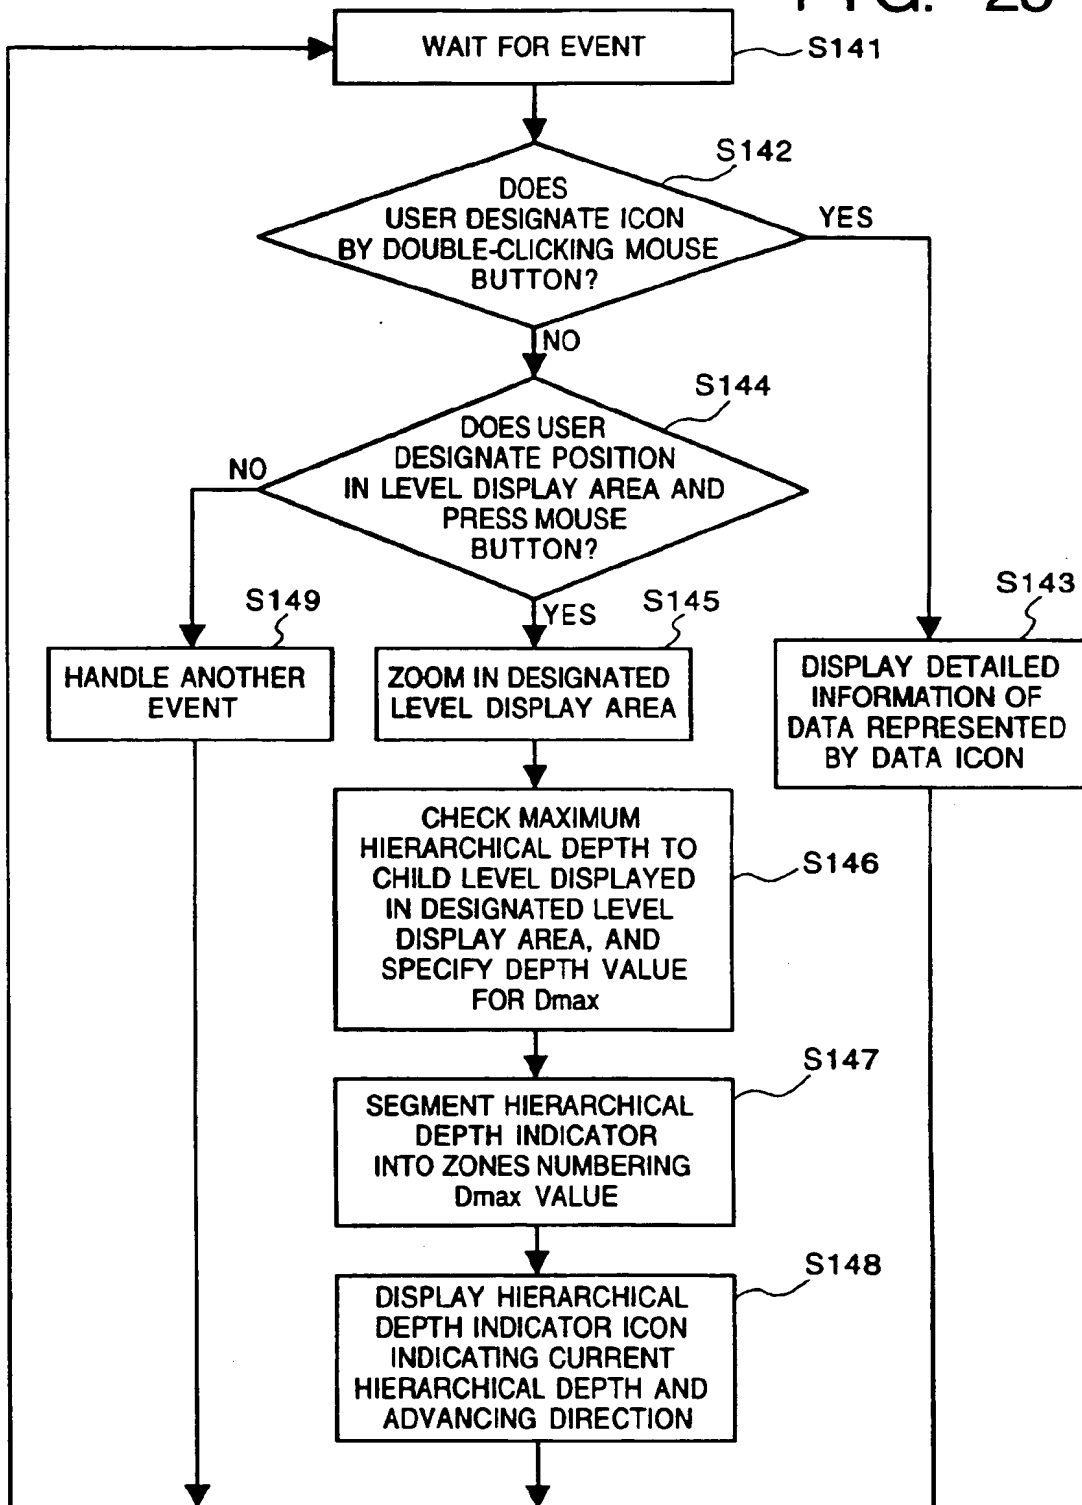 WAIT FOR EVENT
S141
S142
DOES
USER DESIGNATE ICON
BY DOUBLE-CLICKING MOUSE
BUTTON?
YES
NO
S144
DOES USER
DESIGNATE POSITION
IN LEVEL DISPLAY AREA AND
PRESS MOUSE
BUTTON?
NO
YES
S149
HANDLE ANOTHER
EVENT
S145
ZOOM IN DESIGNATED
LEVEL DISPLAY AREA
S143
DISPLAY DETAILED
INFORMATION OF
DATA REPRESENTED
BY DATA ICON
CHECK MAXIMUM
HIERARCHICAL DEPTH TO
CHILD LEVEL DISPLAYED
IN DESIGNATED LEVEL
DISPLAY AREA, AND
SPECIFY DEPTH VALUE
FOR Dmax
S146
S147
SEGMENT HIERARCHICAL
DEPTH INDICATOR
INTO ZONES NUMBERING
Dmax VALUE
S148
DISPLAY HIERARCHICAL
DEPTH INDICATOR ICON
INDICATING CURRENT
HIERARCHICAL DEPTH AND
ADVANCING DIRECTION